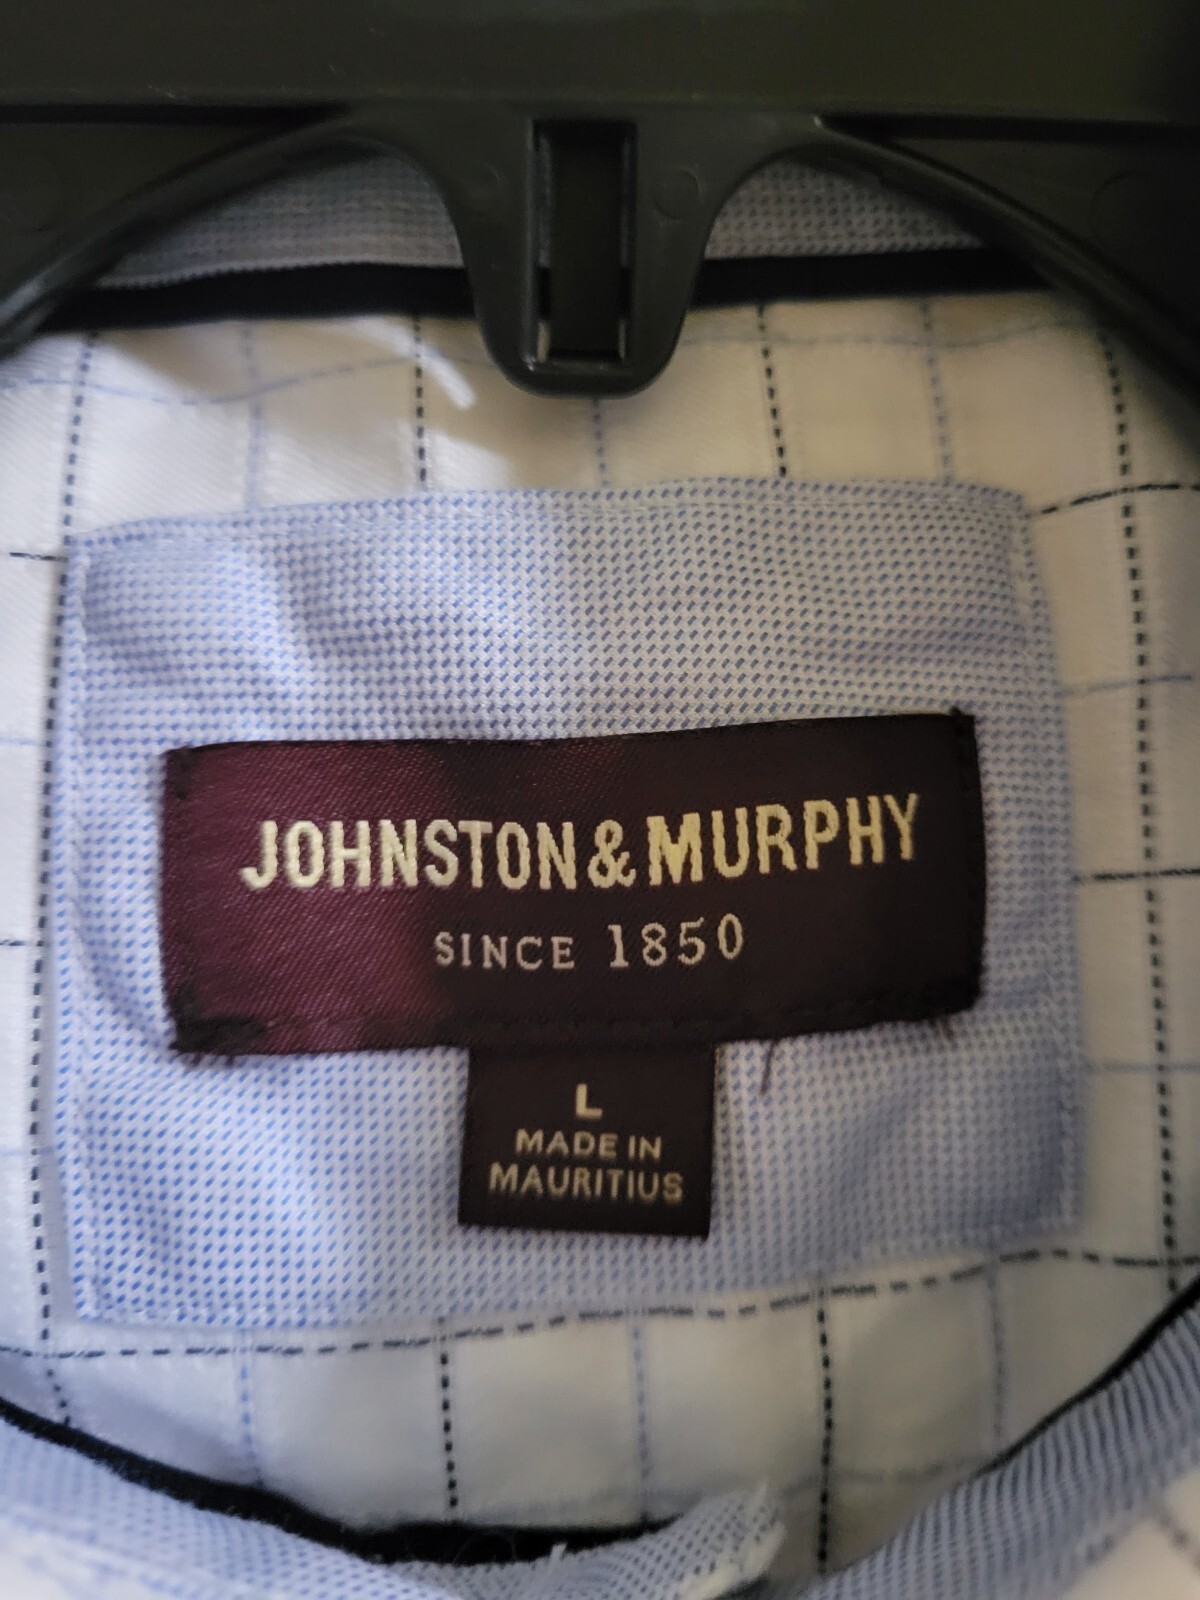 JOHNSTON & MURPHY
SINCE 1850
L
MADE IN
MAURITIUS